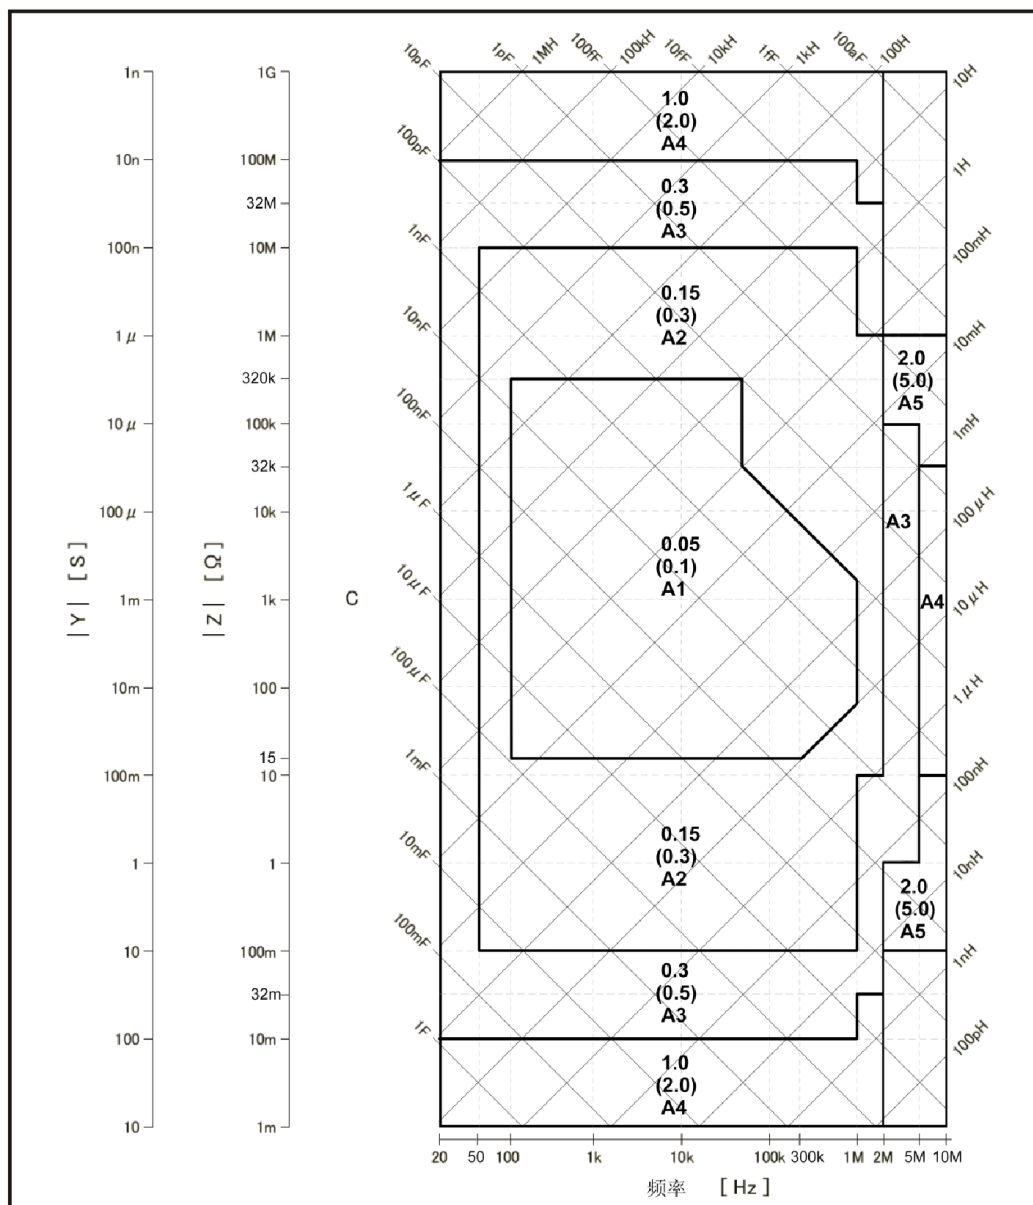 10pF
1pF
1MH
100fF
100kH
10fF
10kH
1fF
1kH
100aF
100H
10H
1n
1G
1.0
(2.0)
A4
100pF
10n
100M
1H
32M
0.3
(0.5)
A3
1nF
100n
10M
100mH
0.15
(0.3)
A2
10nF
1μ
1M
10mH
2.0
(5.0)
A5
320k
100nF
10μ
100k
1mH
32k
1μF
100μ
10k
100μH
A3
|Y| [S]
|Z| [Ω]
0.05
(0.1)
A1
10μF
1m
1k
C
A4
10μH
100μF
10m
100
1μH
15
1mF
100m
10
100nH
0.15
(0.3)
A2
10mF
1
1
10nH
2.0
(5.0)
A5
100mF
10
100m
1nH
0.3
(0.5)
A3
32m
1F
100
10m
100pH
1.0
(2.0)
A4
10
1m
20 50 100 1k 10k 100k 300k 1M 2M 5M 10M
频率 [Hz]